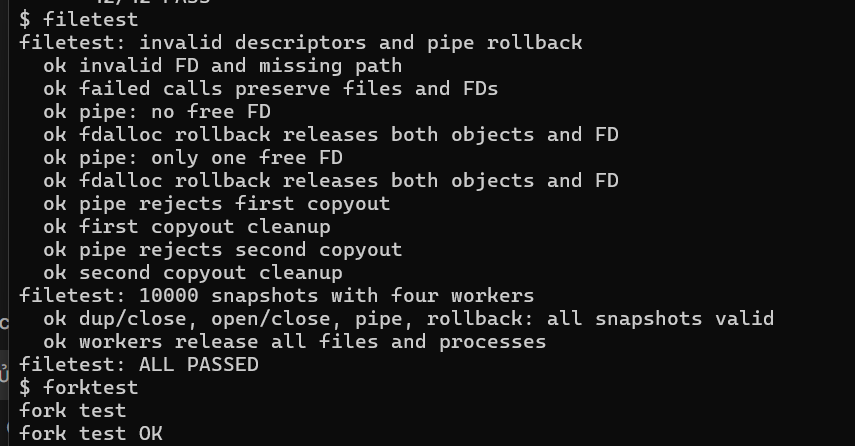 42/42 PASS
$ filetest
filetest: invalid descriptors and pipe rollback
  ok invalid FD and missing path
  ok failed calls preserve files and FDs
  ok pipe: no free FD
  ok fdalloc rollback releases both objects and FD
  ok pipe: only one free FD
  ok fdalloc rollback releases both objects and FD
  ok pipe rejects first copyout
  ok first copyout cleanup
  ok pipe rejects second copyout
  ok second copyout cleanup
filetest: 10000 snapshots with four workers
  ok dup/close, open/close, pipe, rollback: all snapshots valid
  ok workers release all files and processes
filetest: ALL PASSED
$ forktest
fork test
fork test OK